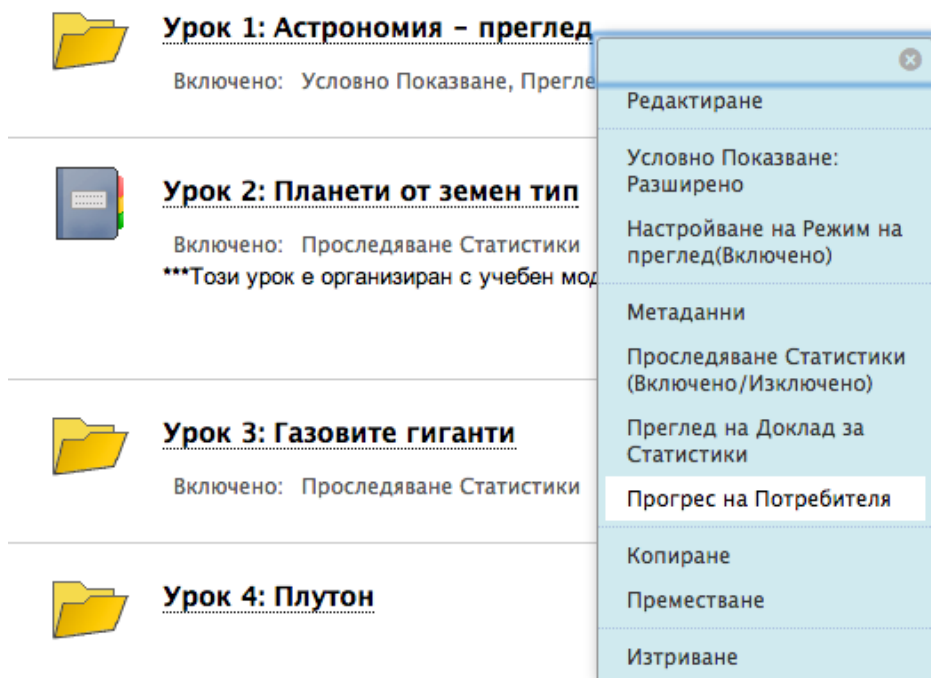 Урок 1: Астрономия – преглед
Включено: Условно Показване, Прегле
Урок 2: Планети от земен тип
Включено: Проследяване Статистики
***Този урок е организиран с учебен мод
Урок 3: Газовите гиганти
Включено: Проследяване Статистики
Урок 4: Плутон
Редактиране
Условно Показване:
Разширено
Настройване на Режим на
преглед(Включено)
Метаданни
Проследяване Статистики
(Включено/Изключено)
Преглед на Доклад за
Статистики
Прогрес на Потребителя
Копиране
Преместване
Изтриване